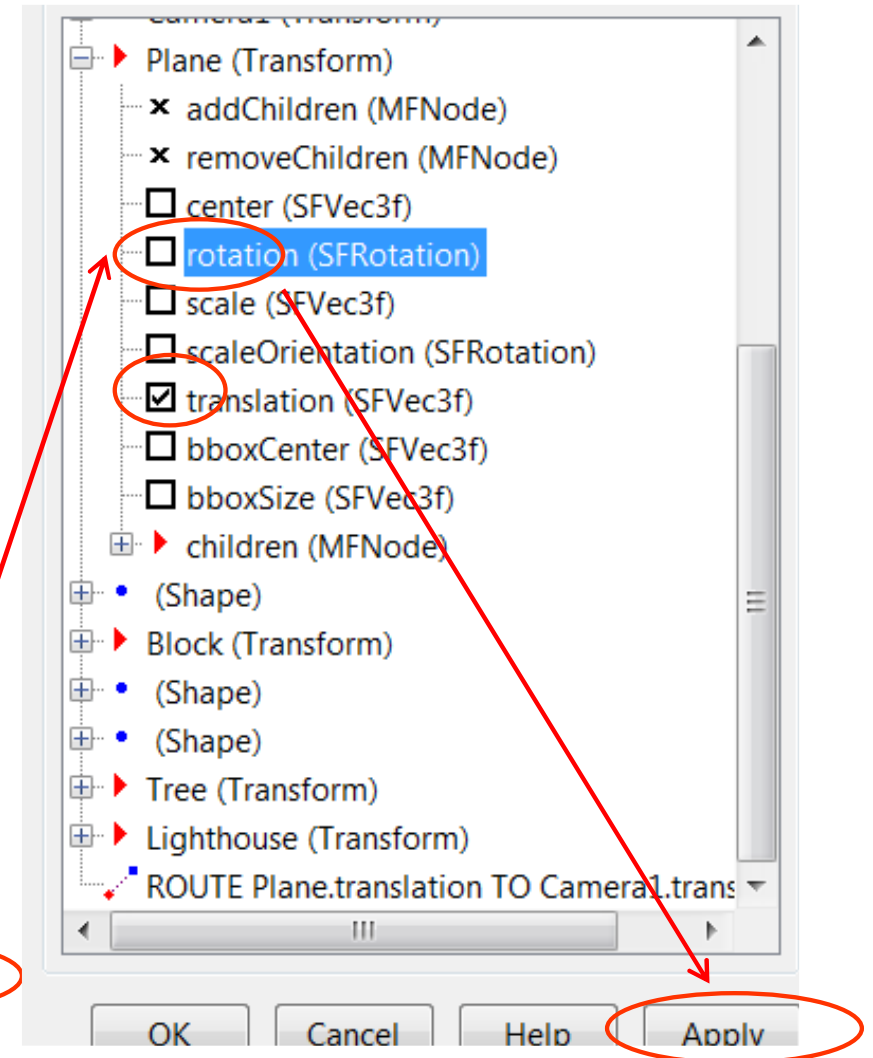 Camera1 (Transform)
Plane (Transform)
addChildren (MFNode)
removeChildren (MFNode)
center (SFVec3f)
rotation (SFRotation)
scale (SFVec3f)
scaleOrientation (SFRotation)
translation (SFVec3f)
bboxCenter (SFVec3f)
bboxSize (SFVec3f)
children (MFNode)
(Shape)
Block (Transform)
(Shape)
(Shape)
Tree (Transform)
Lighthouse (Transform)
ROUTE Plane.translation TO Camera1.trans
OK Cancel Help Apply